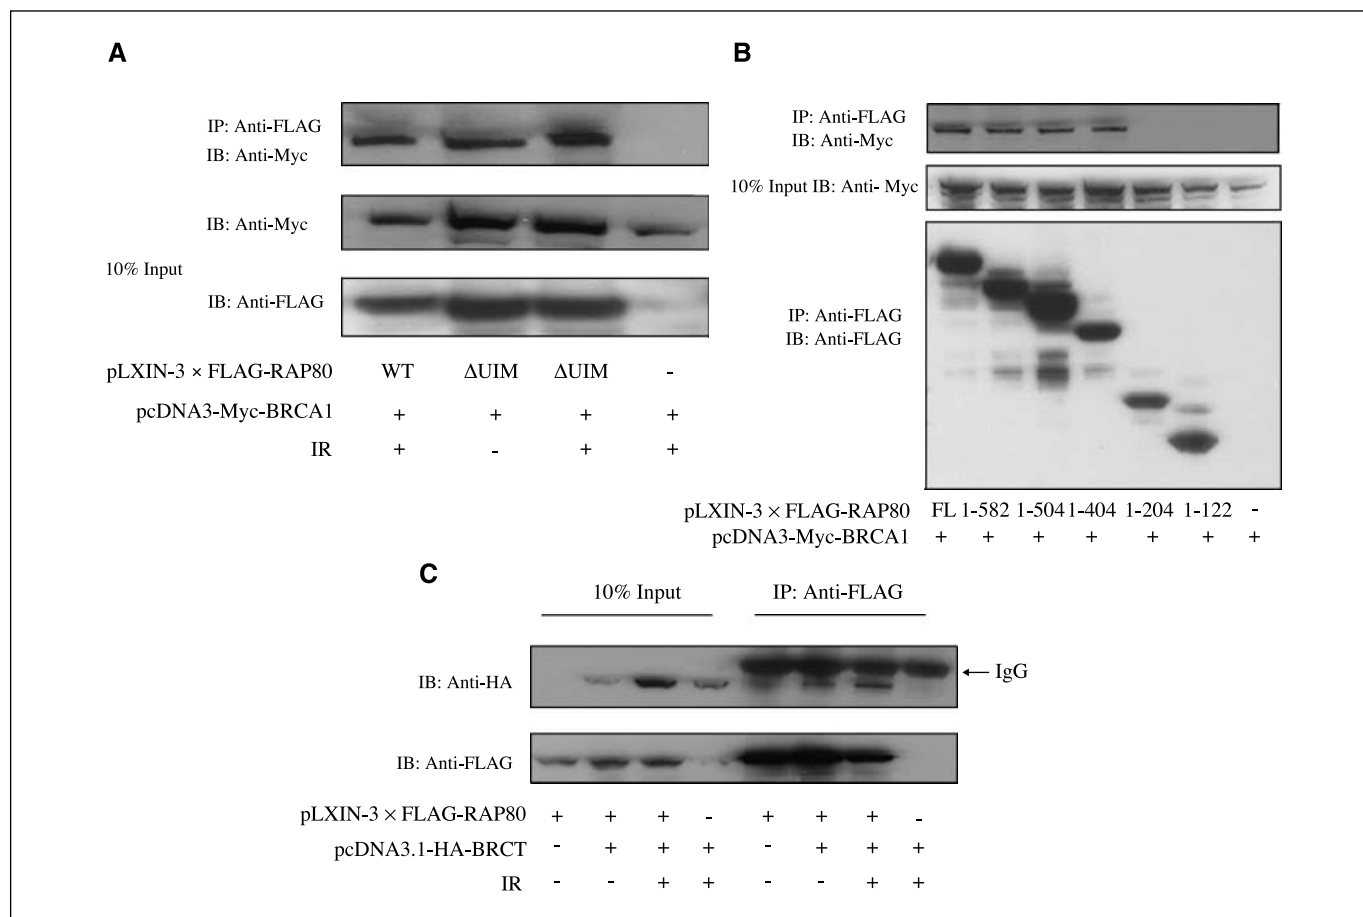 A
IP: Anti-FLAG
IB: Anti-Myc
IB: Anti-Myc
10% Input
IB: Anti-FLAG
pLXIN-3 × FLAG-RAP80 WT ΔUIM ΔUIM -
pcDNA3-Myc-BRCA1 + + + +
IR + - + +
B
IP: Anti-FLAG
IB: Anti-Myc
10% Input IB: Anti- Myc
IP: Anti-FLAG
IB: Anti-FLAG
pLXIN-3 × FLAG-RAP80 FL 1-582 1-504 1-404 1-204 1-122 -
pcDNA3-Myc-BRCA1 + + + + + + +
C
10% Input IP: Anti-FLAG
IB: Anti-HA
← IgG
IB: Anti-FLAG
pLXIN-3 × FLAG-RAP80 + + + - + + + -
pcDNA3.1-HA-BRCT - + + + - + + +
IR - - + + - - + +